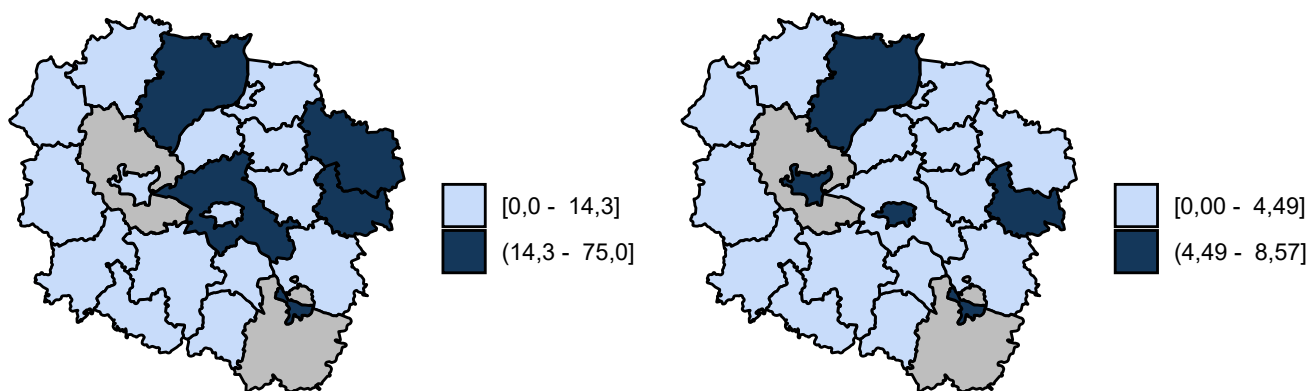 [0,0 - 14,3]
(14,3 - 75,0]
[0,00 - 4,49]
(4,49 - 8,57]